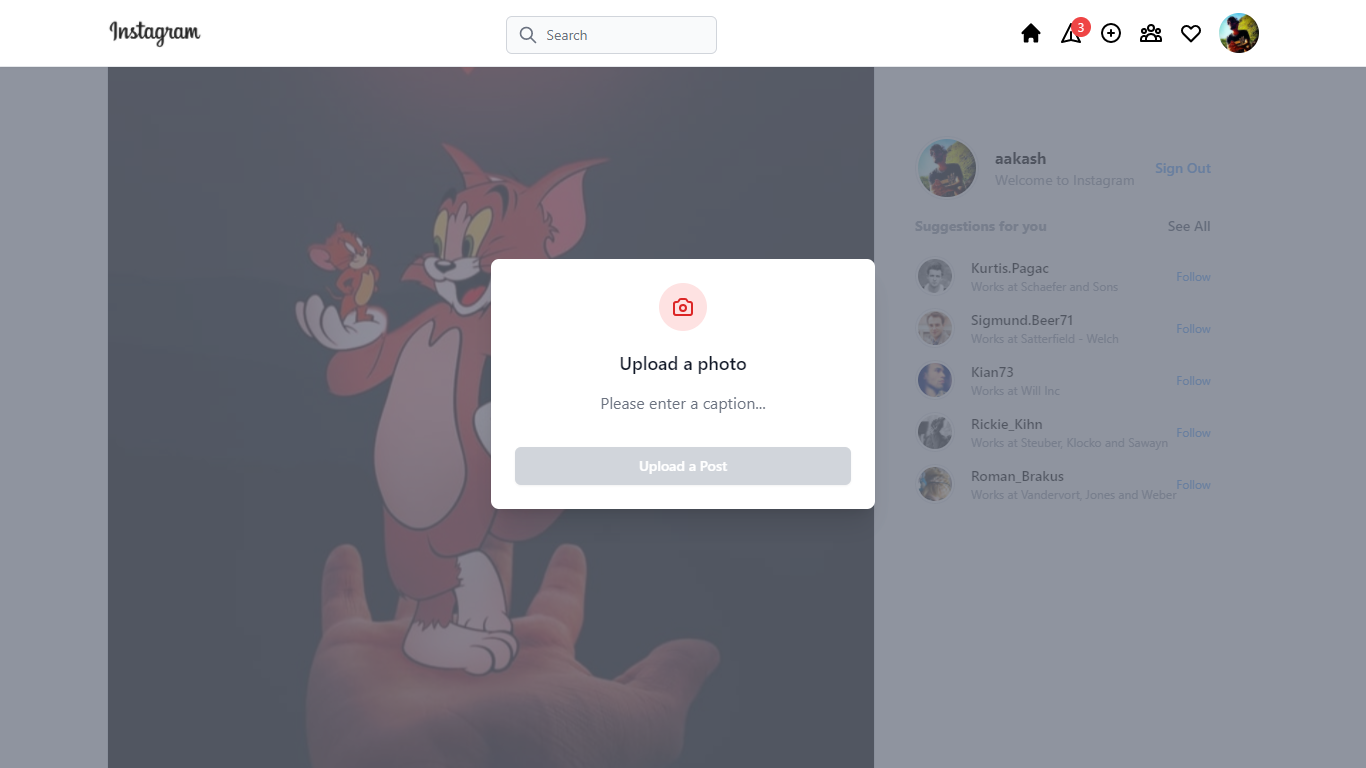 Instagram
Search
3
aakash
Welcome to Instagram
Sign Out
Suggestions for you
See All
Kurtis.Pagac
Works at Schaefer and Sons
Follow
Sigmund.Beer71
Works at Satterfield - Welch
Follow
Kian73
Works at Will Inc
Follow
Rickie_Kihn
Works at Steuber, Klocko and Sawayn
Follow
Roman_Brakus
Works at Vandervort, Jones and Weber
Follow
Upload a photo
Please enter a caption...
Upload a Post